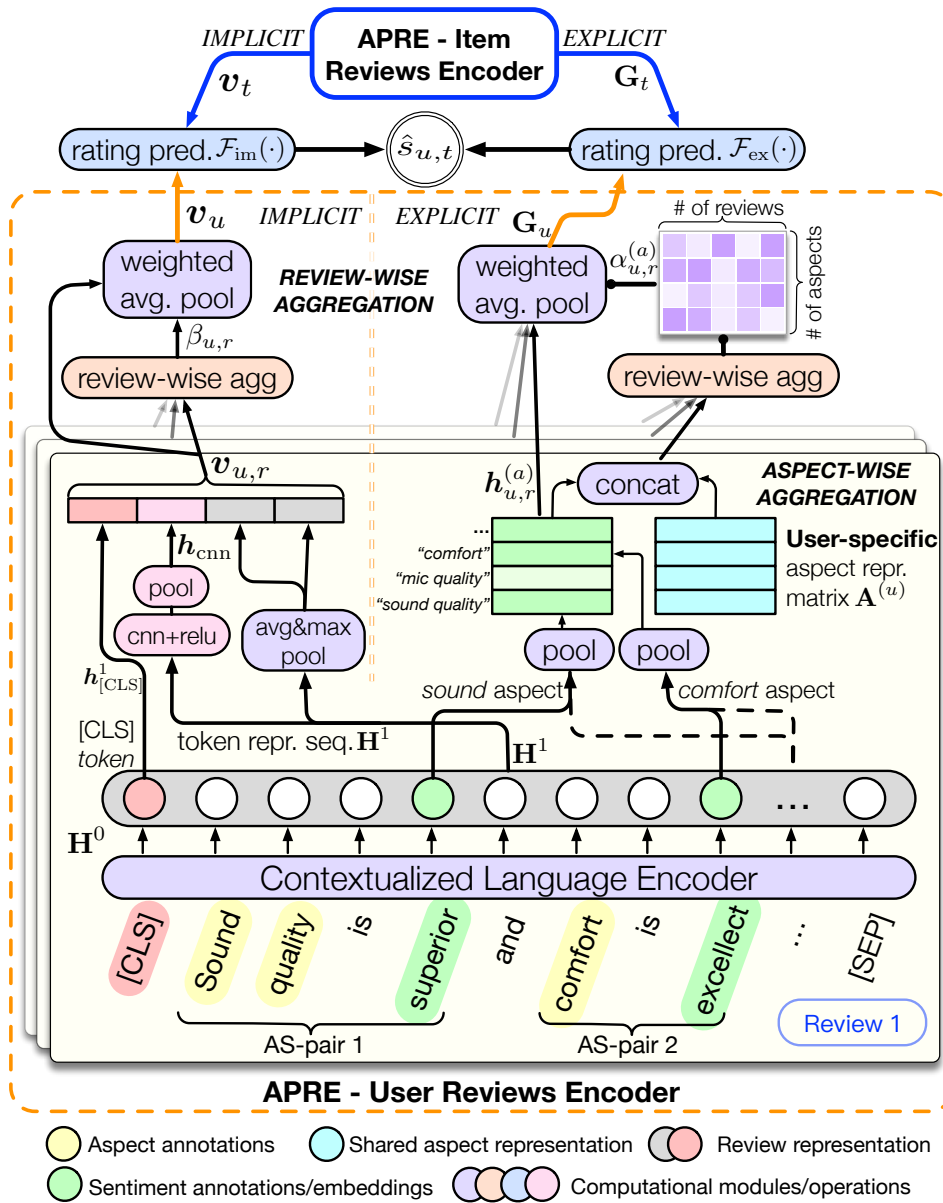 IMPLICIT
APRE - Item
Reviews Encoder
EXPLICIT
v_t
G_t
rating pred. F_im(·)
ŝ_{u,t}
rating pred. F_ex(·)
v_u
IMPLICIT
EXPLICIT
G_u
# of reviews
weighted
avg. pool
REVIEW-WISE
AGGREGATION
weighted
avg. pool
α_{u,r}^{(a)}
# of aspects
β_{u,r}
review-wise agg
review-wise agg
v_{u,r}
h_{u,r}^{(a)}
concat
ASPECT-WISE
AGGREGATION
h_cnn
...
"comfort"
"mic quality"
"sound quality"
User-specific
aspect repr.
matrix A^{(u)}
pool
cnn+relu
avg&max
pool
pool
pool
h^1_{[CLS]}
sound aspect
comfort aspect
[CLS]
token
token repr. seq. H^1
H^1
...
H^0
Contextualized Language Encoder
[CLS] Sound quality is superior and comfort is excellect ... [SEP]
AS-pair 1
AS-pair 2
Review 1
APRE - User Reviews Encoder
Aspect annotations
Shared aspect representation
Review representation
Sentiment annotations/embeddings
Computational modules/operations